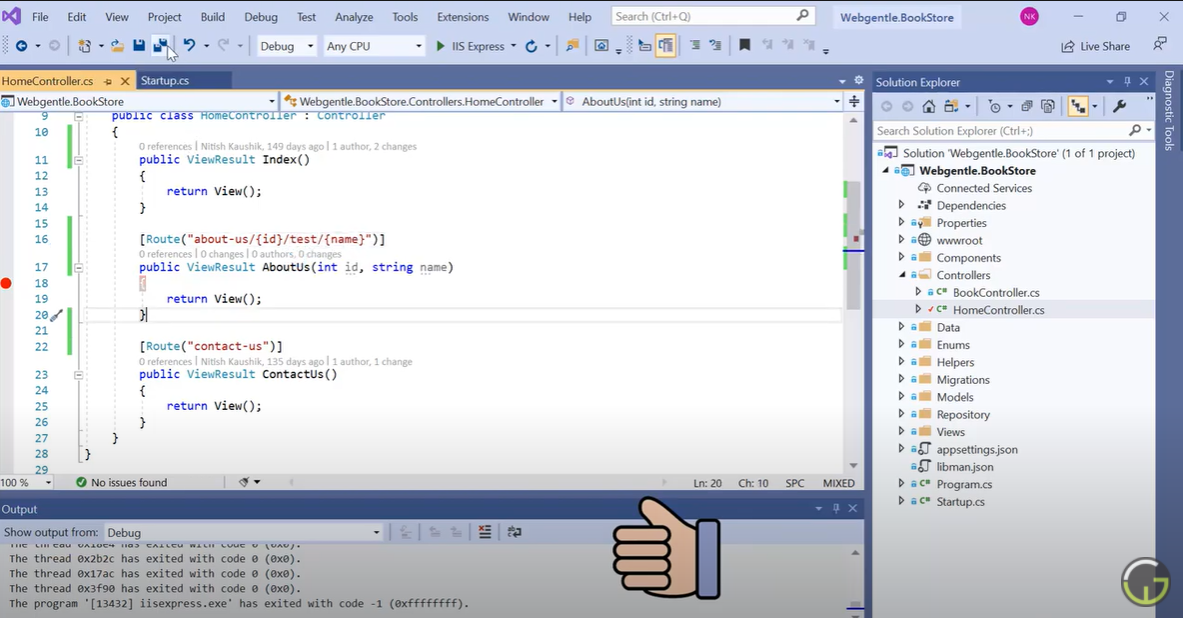 File Edit View Project Build Debug Test Analyze Tools Extensions Window Help Search (Ctrl+Q) Webgentle.BookStore NK
Debug Any CPU IIS Express Live Share
HomeController.cs Startup.cs
Webgentle.BookStore Webgentle.BookStore.Controllers.HomeController AboutUs(int id, string name)
9 public class HomeController : Controller
10 {
0 references | Nitish Kaushik, 149 days ago | 1 author, 2 changes
11 public ViewResult Index()
12 {
13 return View();
14 }
15
16 [Route("about-us/{id}/test/{name}")]
0 references | 0 changes | 0 authors, 0 changes
17 public ViewResult AboutUs(int id, string name)
18 {
19 return View();
20 }
21
22 [Route("contact-us")]
0 references | Nitish Kaushik, 135 days ago | 1 author, 1 change
23 public ViewResult ContactUs()
24 {
25 return View();
26 }
27 }
28 }
29
100 % No issues found Ln: 20 Ch: 10 SPC MIXED
Output
Show output from: Debug
The thread 0x1be4 has exited with code 0 (0x0).
The thread 0x2b2c has exited with code 0 (0x0).
The thread 0x17ac has exited with code 0 (0x0).
The thread 0x3f90 has exited with code 0 (0x0).
The program '[13432] iisexpress.exe' has exited with code -1 (0xffffffff).
Solution Explorer
Search Solution Explorer (Ctrl+;)
Solution 'Webgentle.BookStore' (1 of 1 project)
Webgentle.BookStore
Connected Services
Dependencies
Properties
wwwroot
Components
Controllers
C# BookController.cs
C# HomeController.cs
Data
Enums
Helpers
Migrations
Models
Repository
Views
appsettings.json
libman.json
C# Program.cs
C# Startup.cs
Diagnostic Tools